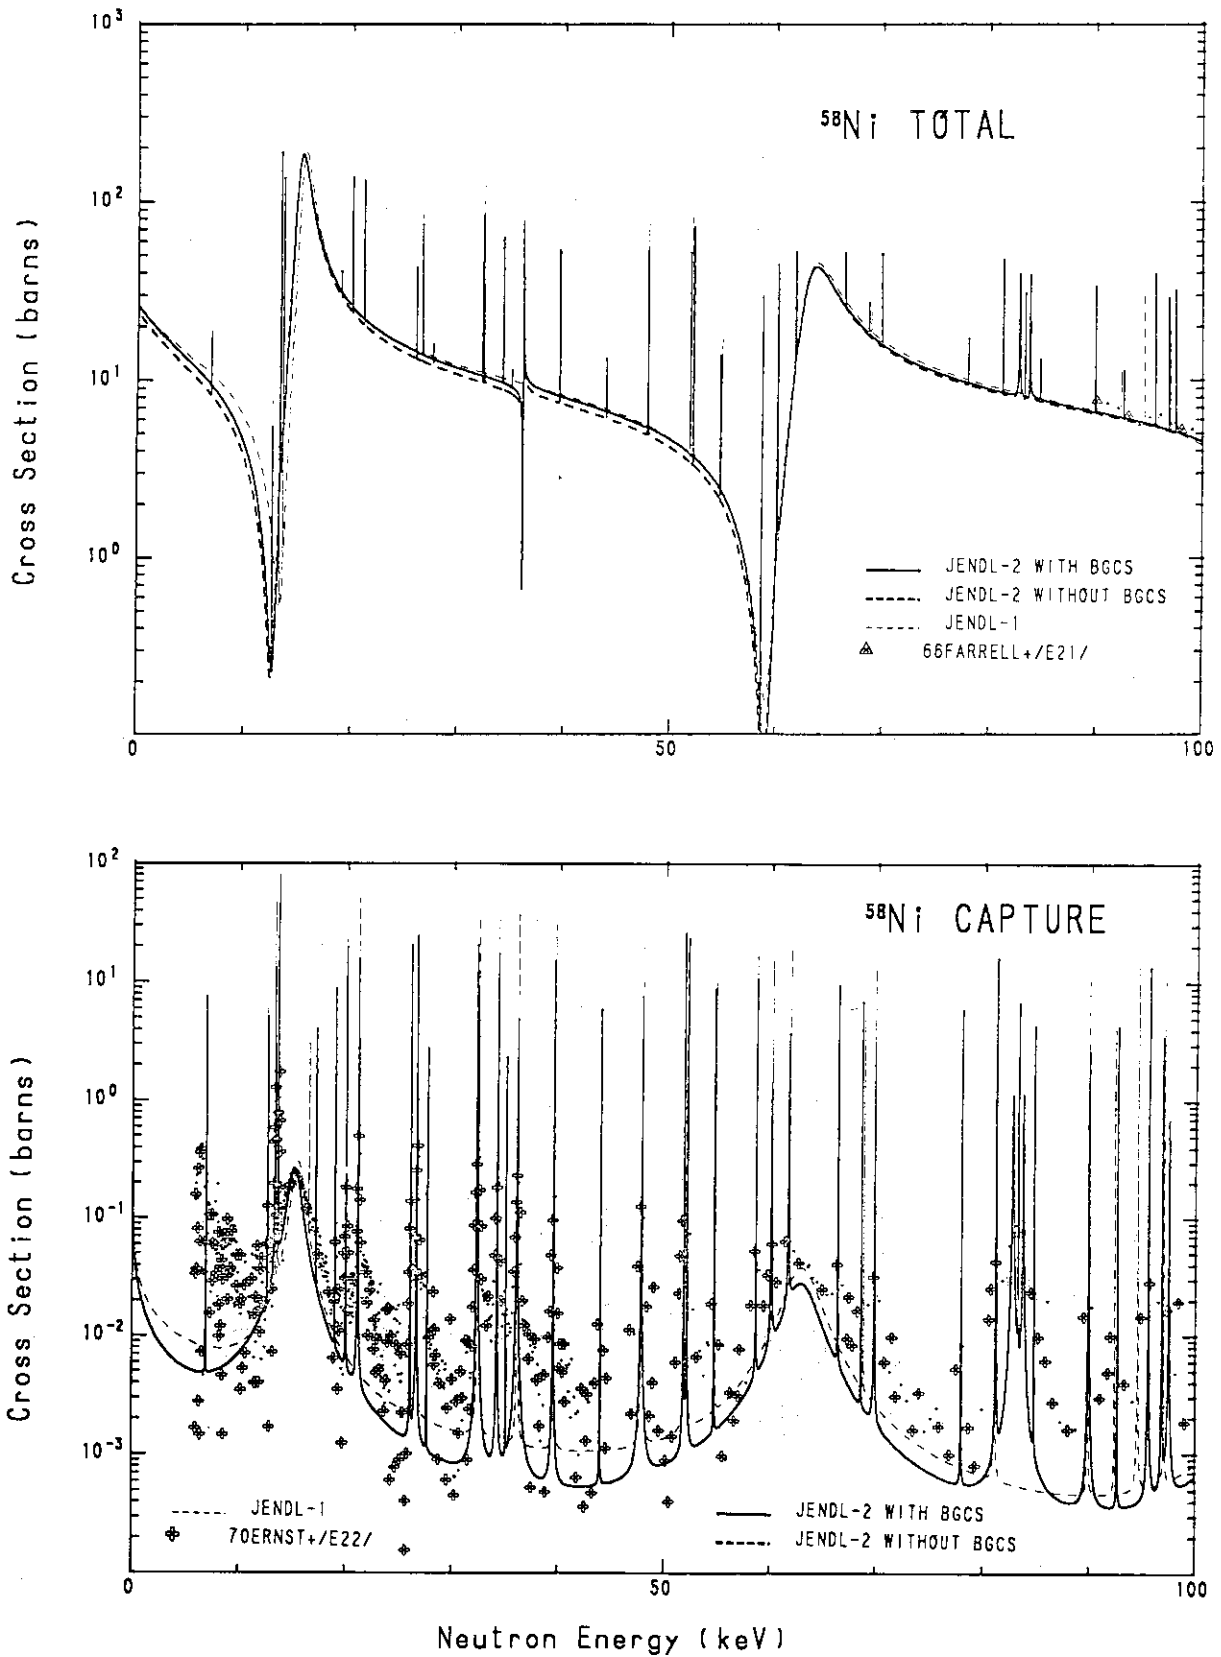 10³
⁵⁸Ni TOTAL
10²
10¹
10⁰
Cross Section (barns)
JENDL-2 WITH BGCS
JENDL-2 WITHOUT BGCS
JENDL-1
66FARRELL+/E21/
0
50
100
10²
⁵⁸Ni CAPTURE
10¹
10⁰
10⁻¹
10⁻²
10⁻³
Cross Section (barns)
JENDL-1
70ERNST+/E22/
JENDL-2 WITH BGCS
JENDL-2 WITHOUT BGCS
0
50
100
Neutron Energy (keV)